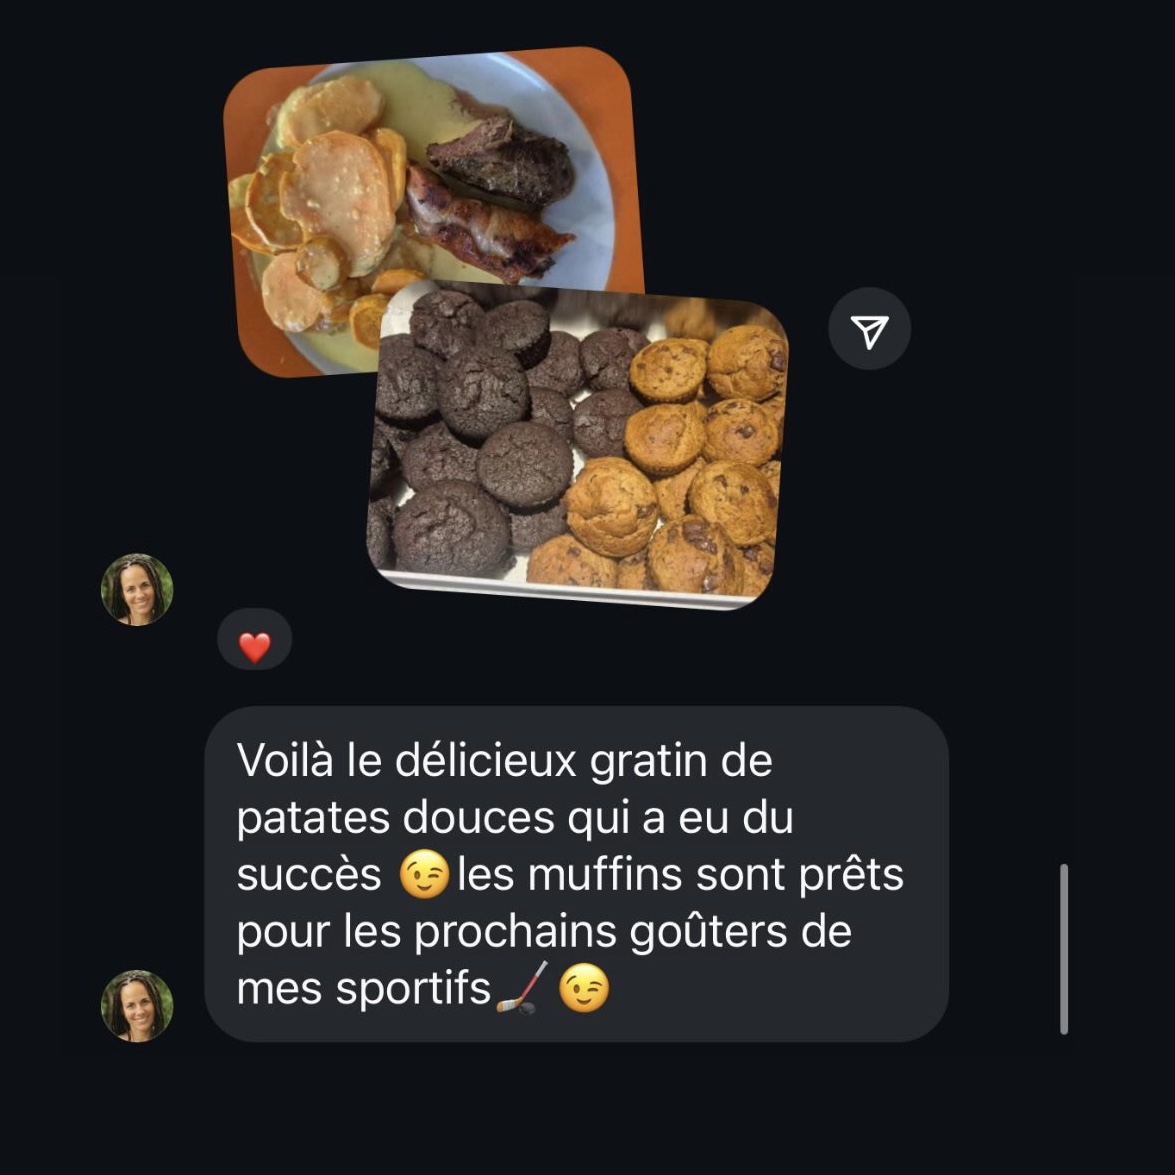 Voilà le délicieux gratin de
patates douces qui a eu du
succès 😉les muffins sont prêts
pour les prochains goûters de
mes sportifs🏒😉